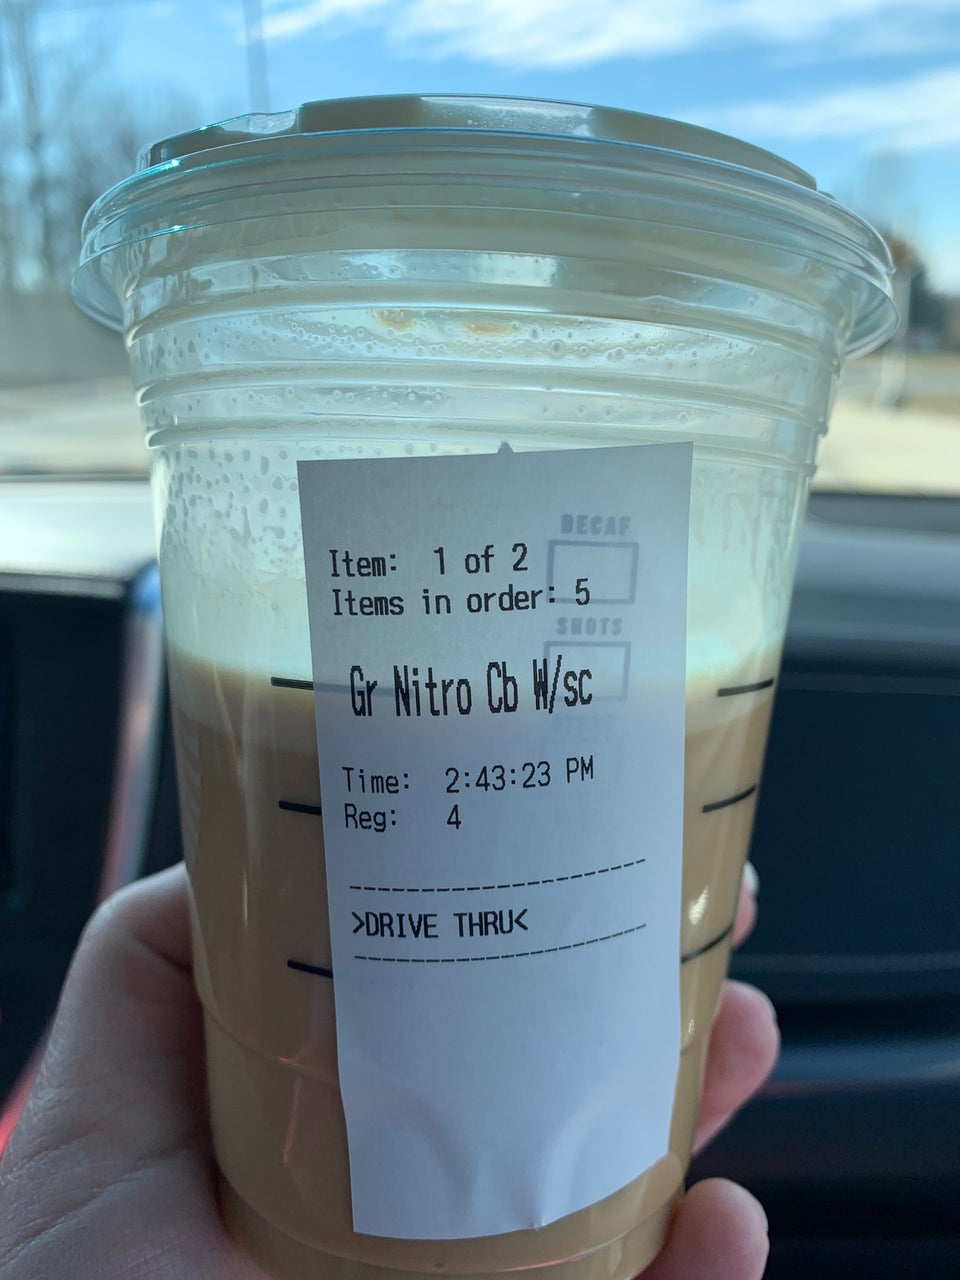 DECAF
Item: 1 of 2
Items in order: 5
SHOTS
Gr Nitro Cb W/sc
Time: 2:43:23 PM
Reg: 4
>DRIVE THRU<